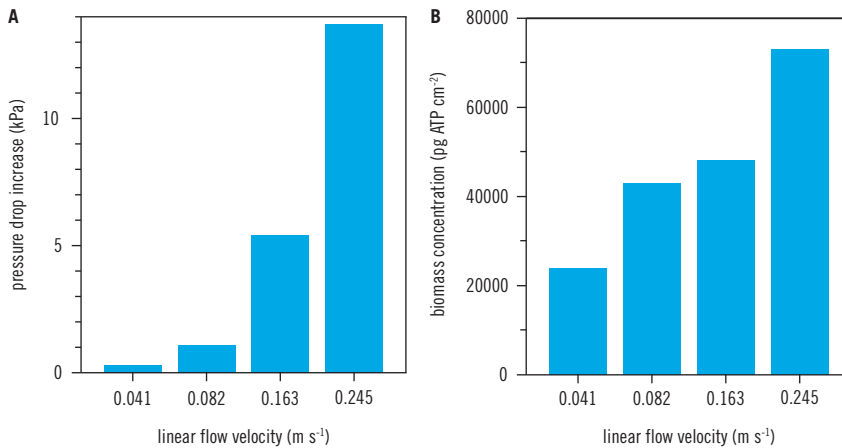 A
pressure drop increase (kPa)
10
5
0
0.041 0.082 0.163 0.245
linear flow velocity (m s⁻¹)
B
biomass concentration (pg ATP cm⁻²)
80000
60000
40000
20000
0
0.041 0.082 0.163 0.245
linear flow velocity (m s⁻¹)